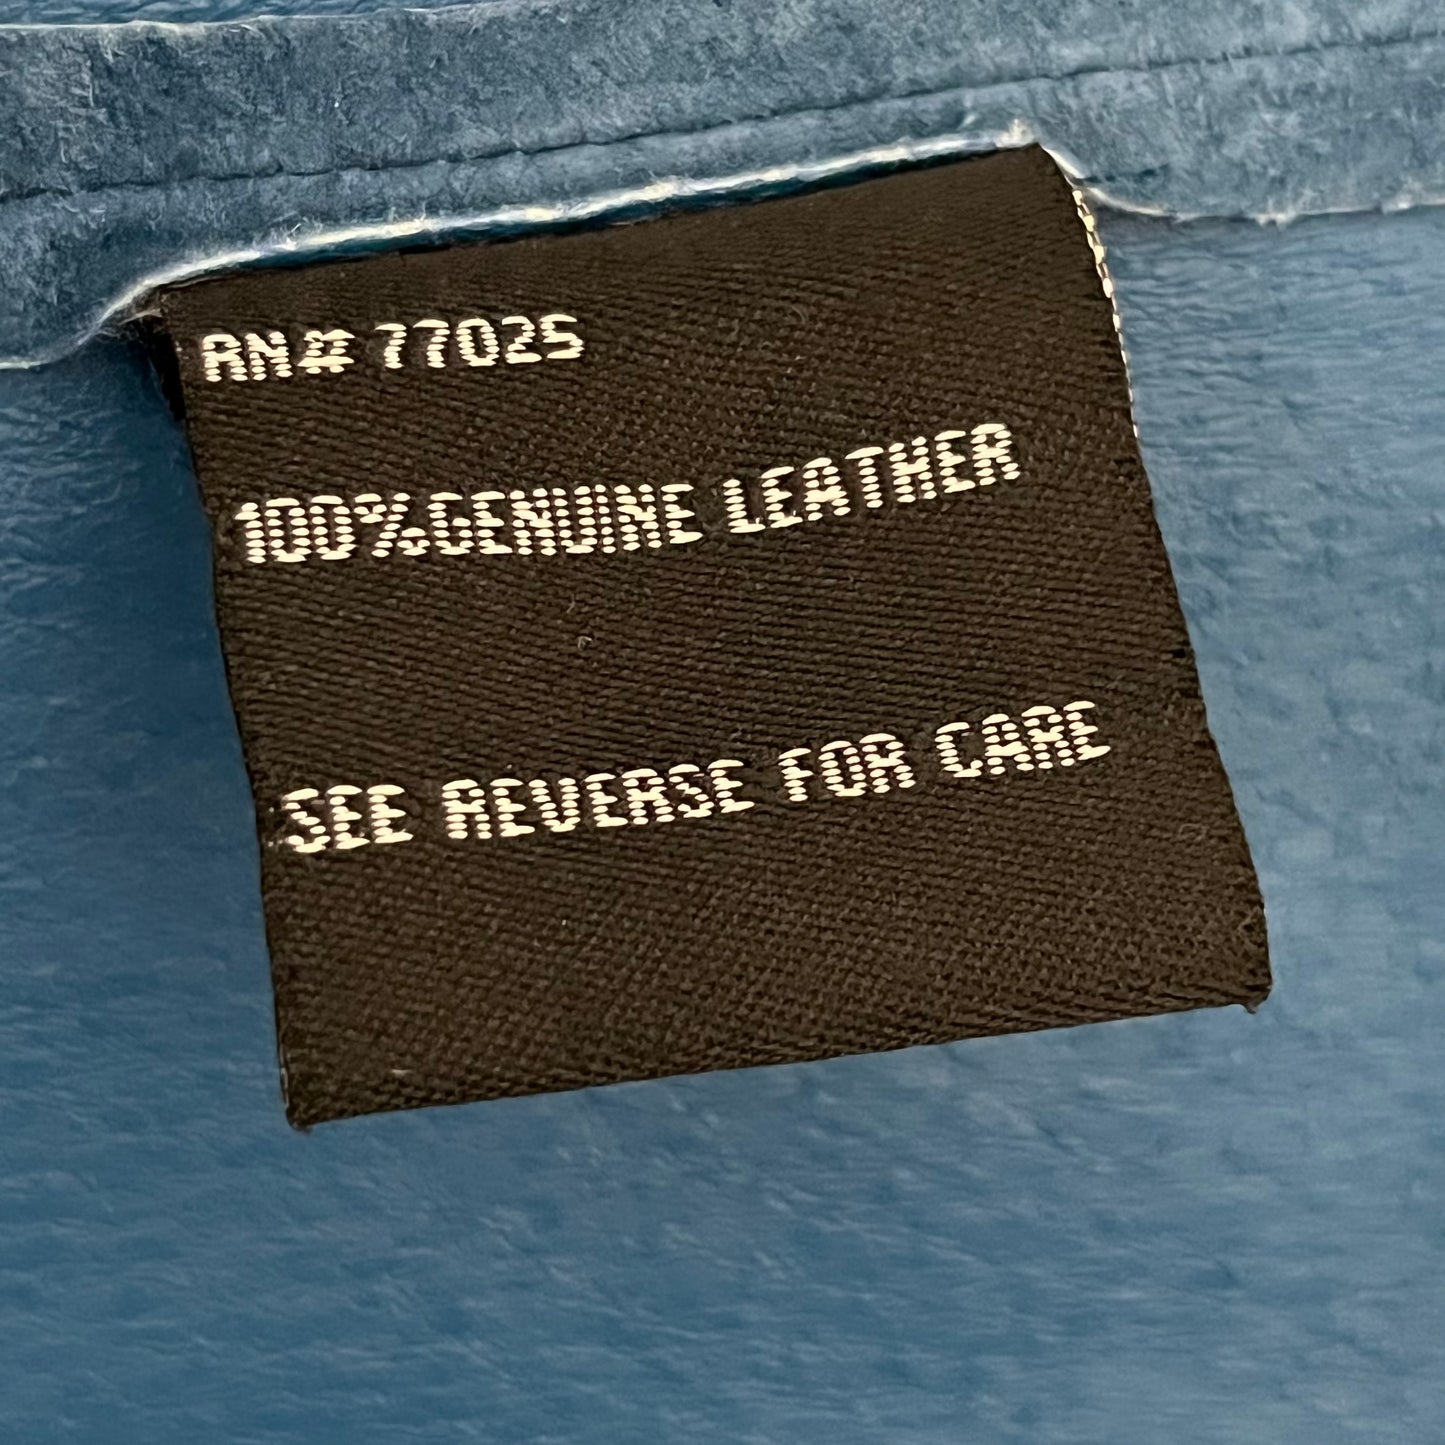 RN# 77025
100%GENUINE LEATHER
SEE REVERSE FOR CARE